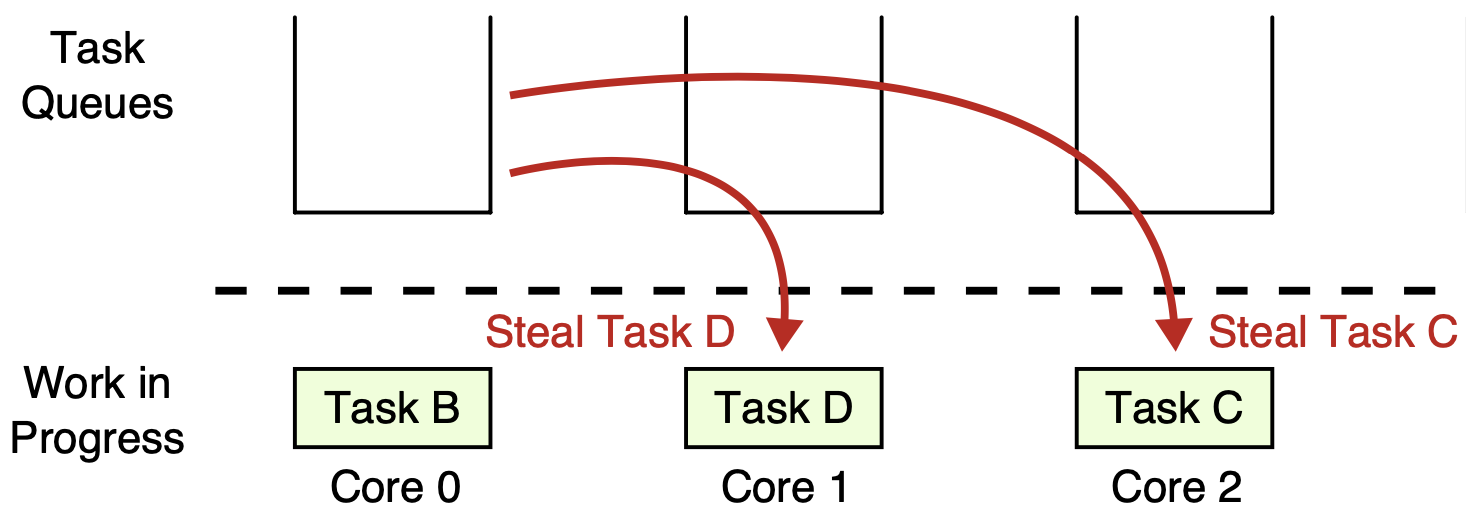 Task
Queues
Steal Task D
Steal Task C
Work in
Progress
Task B
Task D
Task C
Core 0
Core 1
Core 2